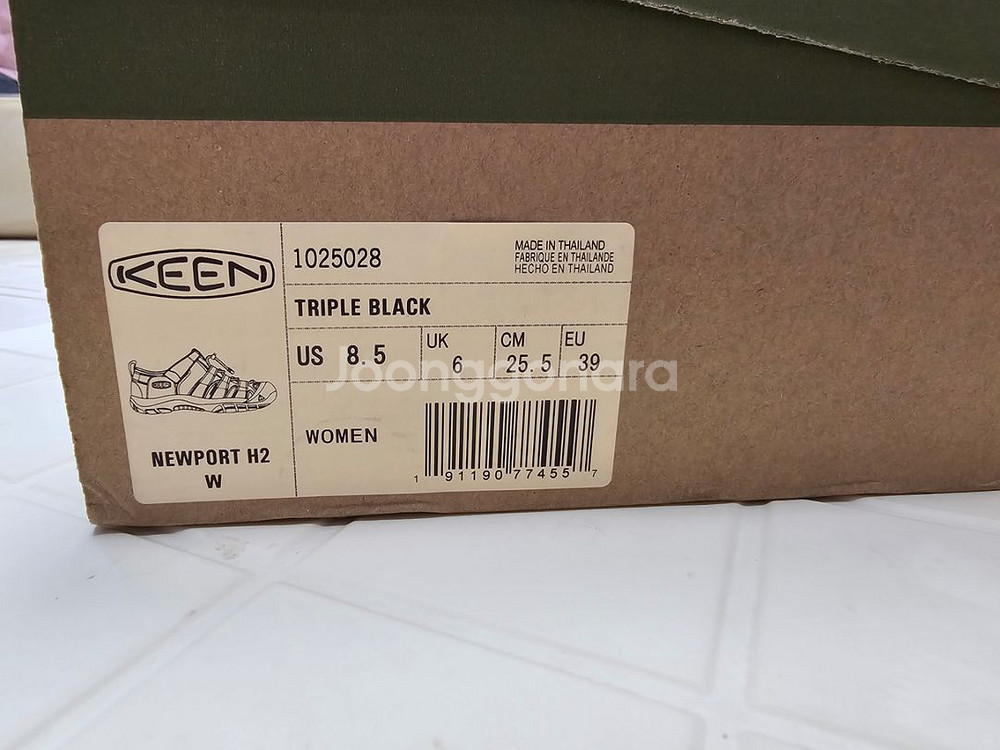 KEEN
1025028
MADE IN THAILAND
FABRIQUE EN THAILANDE
HECHO EN THAILAND
TRIPLE BLACK
US 8.5
UK 6
CM 25.5
EU 39
Joonggonara
WOMEN
NEWPORT H2
W
1 91190 77455 7